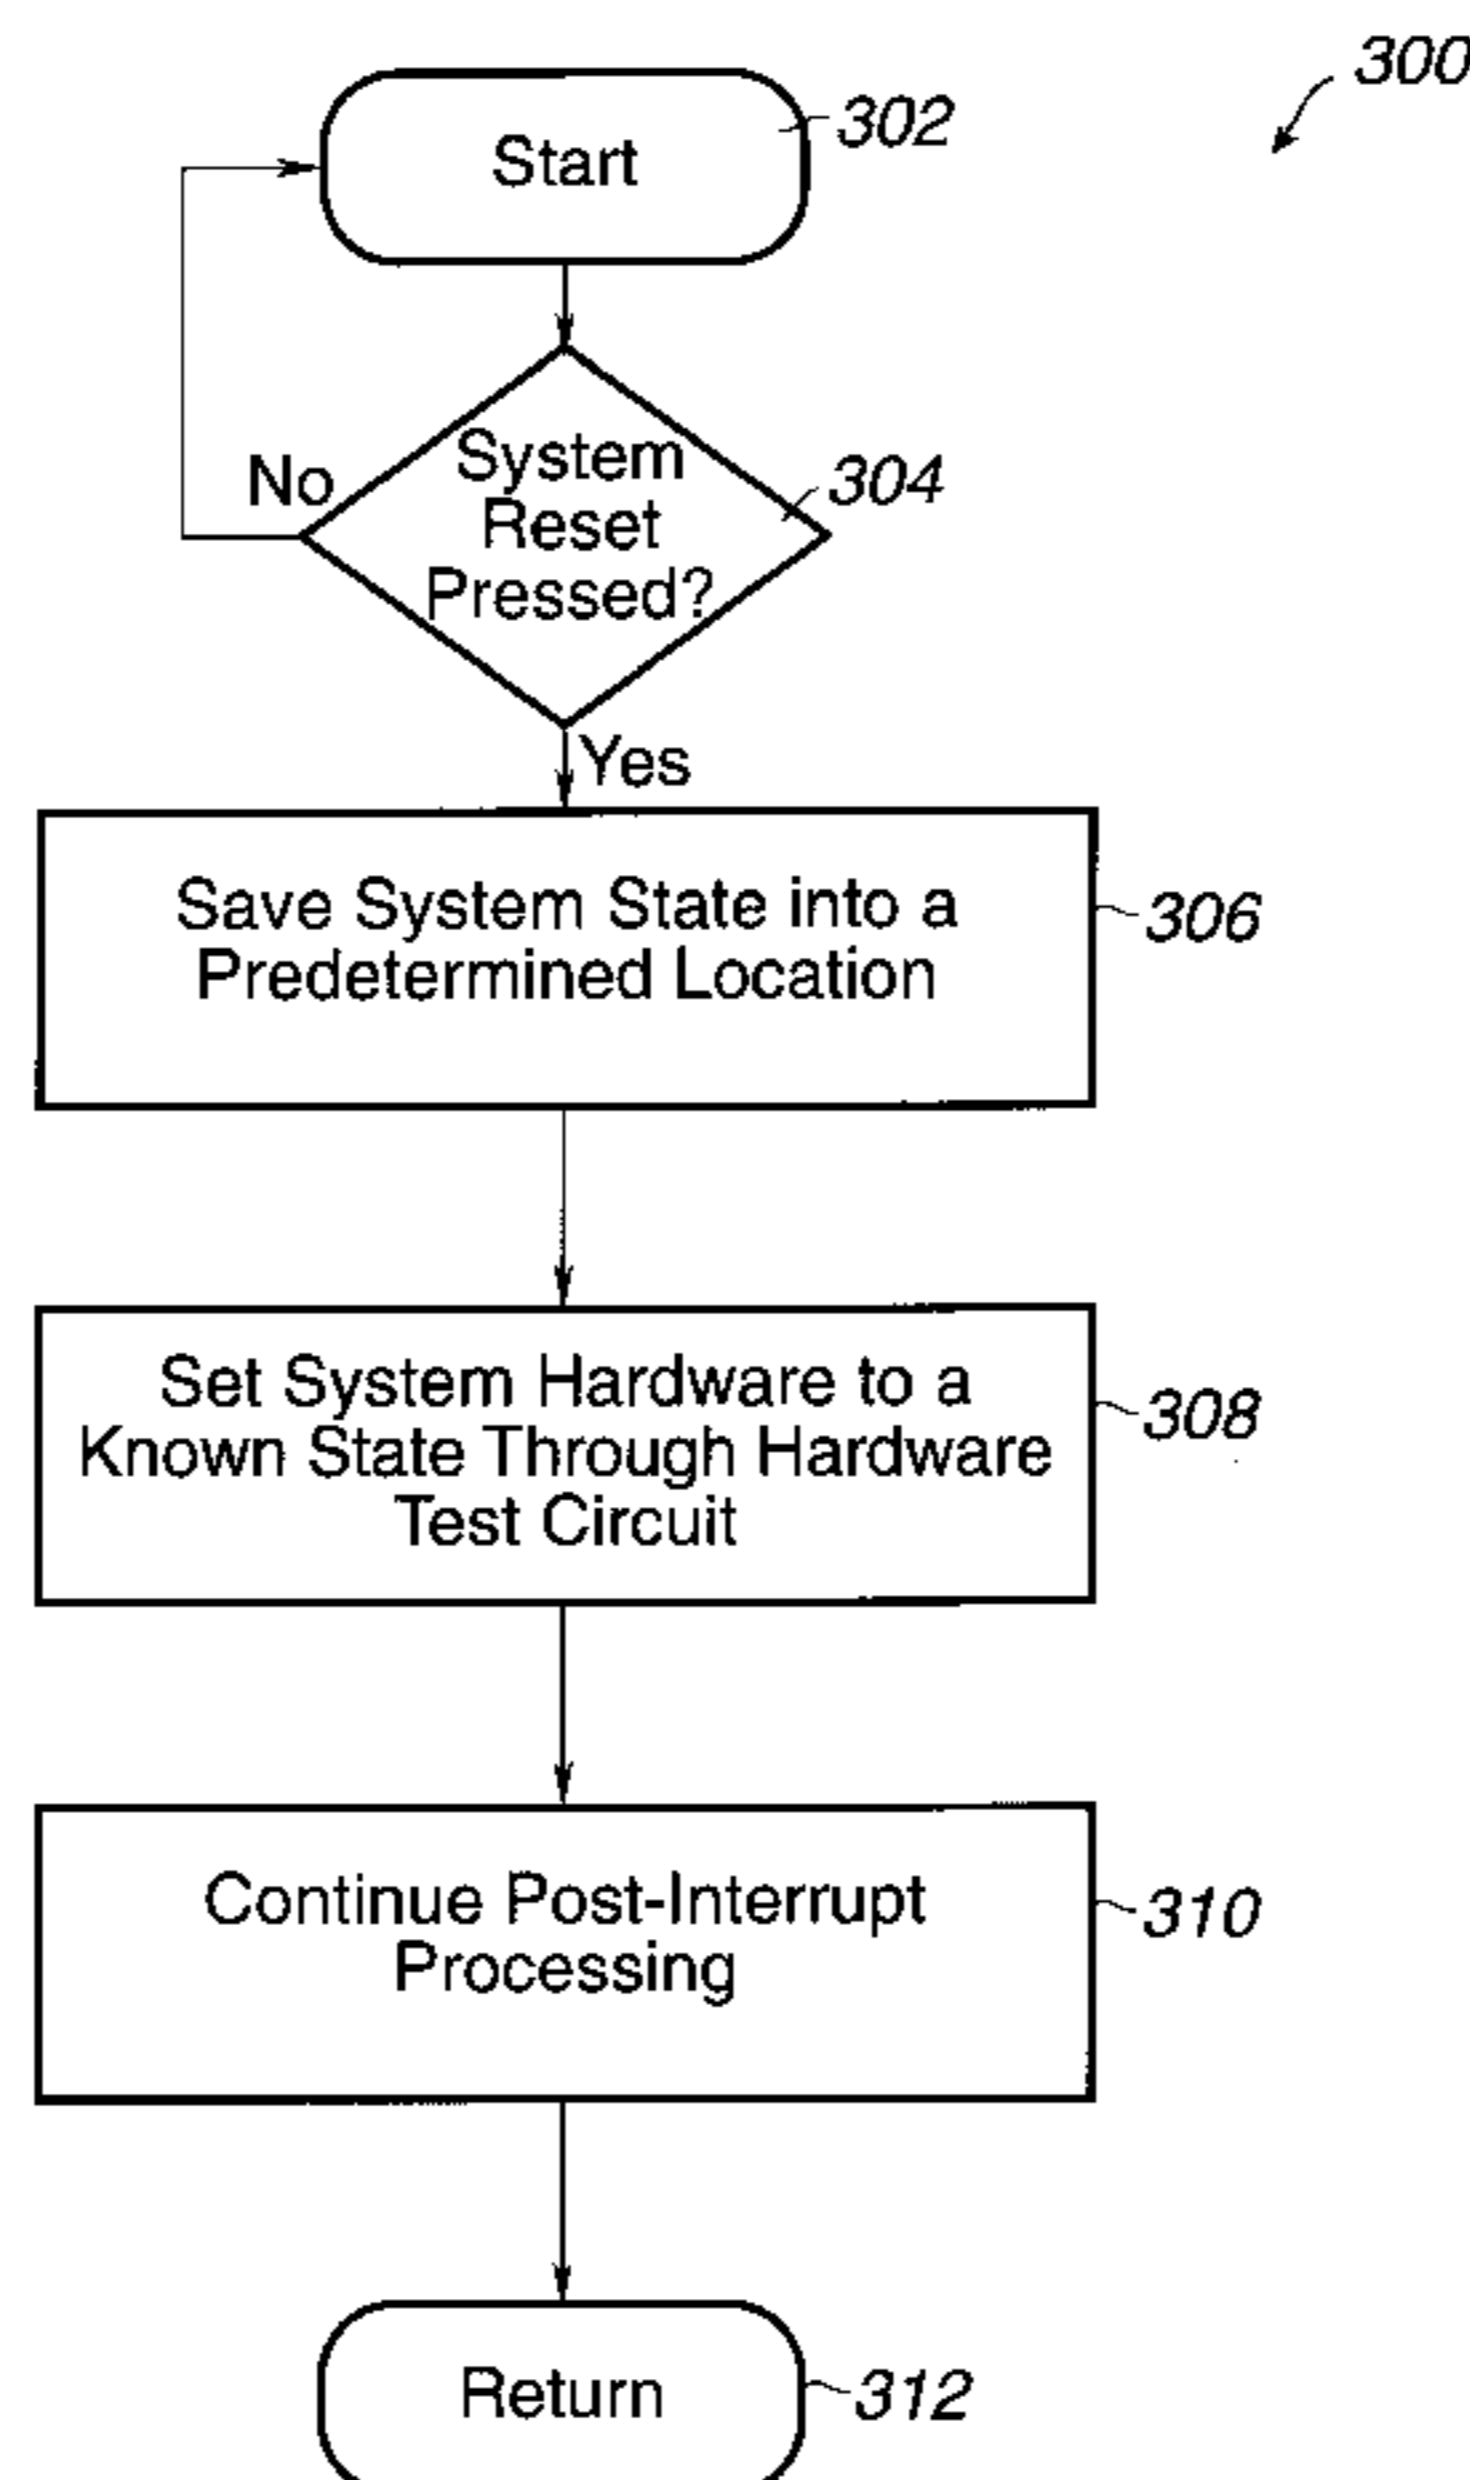 300
Start
302
System
Reset
Pressed?
304
No
Yes
Save System State into a
Predetermined Location
306
Set System Hardware to a
Known State Through Hardware
Test Circuit
308
Continue Post-Interrupt
Processing
310
Return
312